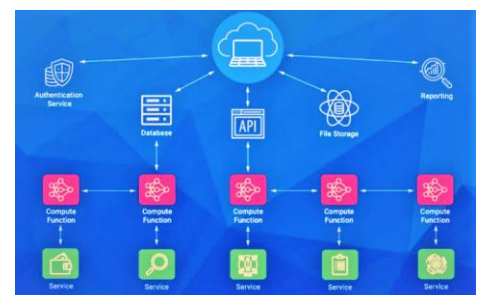 Authentication
Service
Database
API
File Storage
Reporting
Compute
Function
Compute
Function
Compute
Function
Compute
Function
Compute
Function
Service
Service
Service
Service
Service